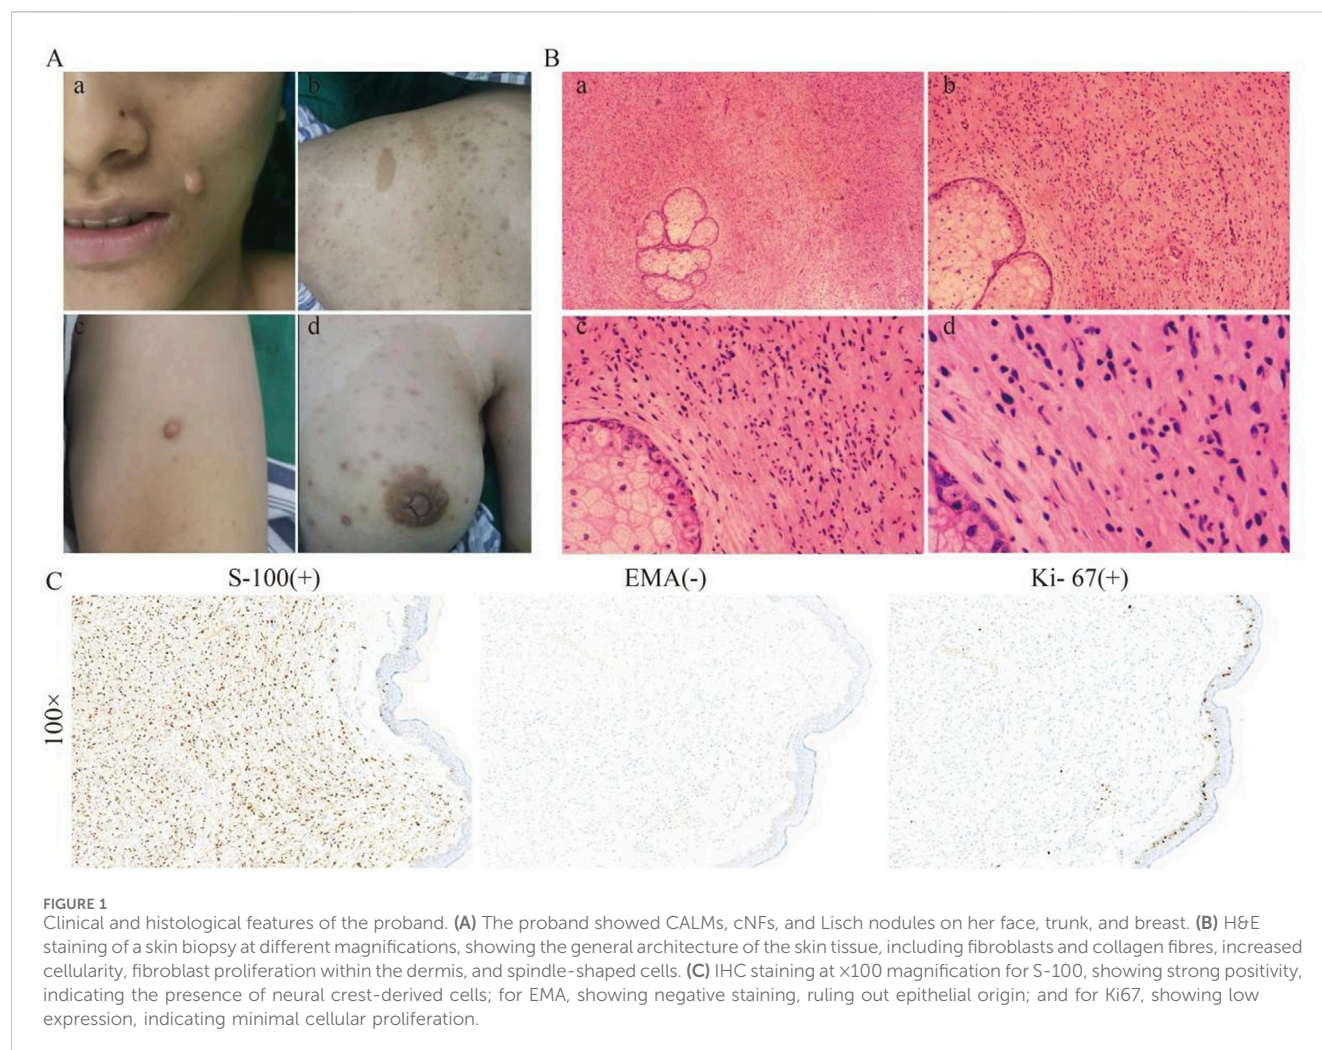 A
B
a
b
a
b
c
d
c
d
C
S-100(+)
EMA(-)
Ki- 67(+)
100×
FIGURE 1
Clinical and histological features of the proband. (A) The proband showed CALMs, cNFs, and Lisch nodules on her face, trunk, and breast. (B) H&E
staining of a skin biopsy at different magnifications, showing the general architecture of the skin tissue, including fibroblasts and collagen fibres, increased
cellularity, fibroblast proliferation within the dermis, and spindle-shaped cells. (C) IHC staining at ×100 magnification for S-100, showing strong positivity,
indicating the presence of neural crest-derived cells; for EMA, showing negative staining, ruling out epithelial origin; and for Ki67, showing low
expression, indicating minimal cellular proliferation.